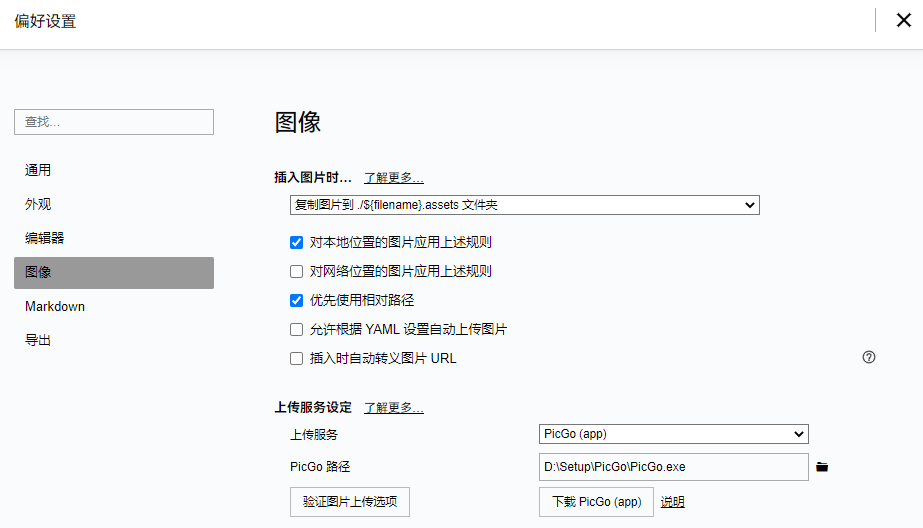 偏好设置
查找...
通用
外观
编辑器
图像
Markdown
导出
图像
插入图片时... 了解更多...
复制图片到 ./${filename}.assets 文件夹
对本地位置的图片应用上述规则
对网络位置的图片应用上述规则
优先使用相对路径
允许根据 YAML 设置自动上传图片
插入时自动转义图片 URL
上传服务设定 了解更多...
上传服务 PicGo (app)
PicGo 路径 D:\Setup\PicGo\PicGo.exe
验证图片上传选项 下载 PicGo (app) 说明